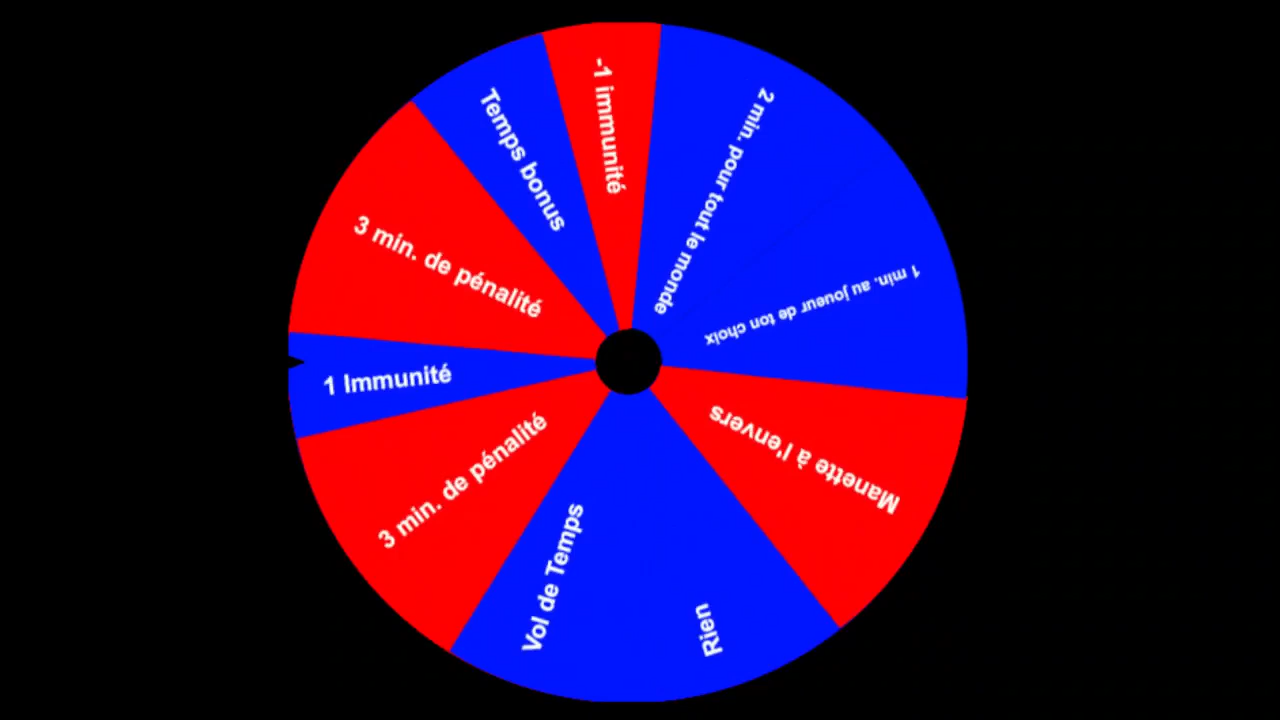 -1 immunité
2 min. pour tout le monde
1 min. au joueur de ton choix
Manette à l'envers
Rien
Vol de Temps
3 min. de pénalité
1 Immunité
3 min. de pénalité
Temps bonus